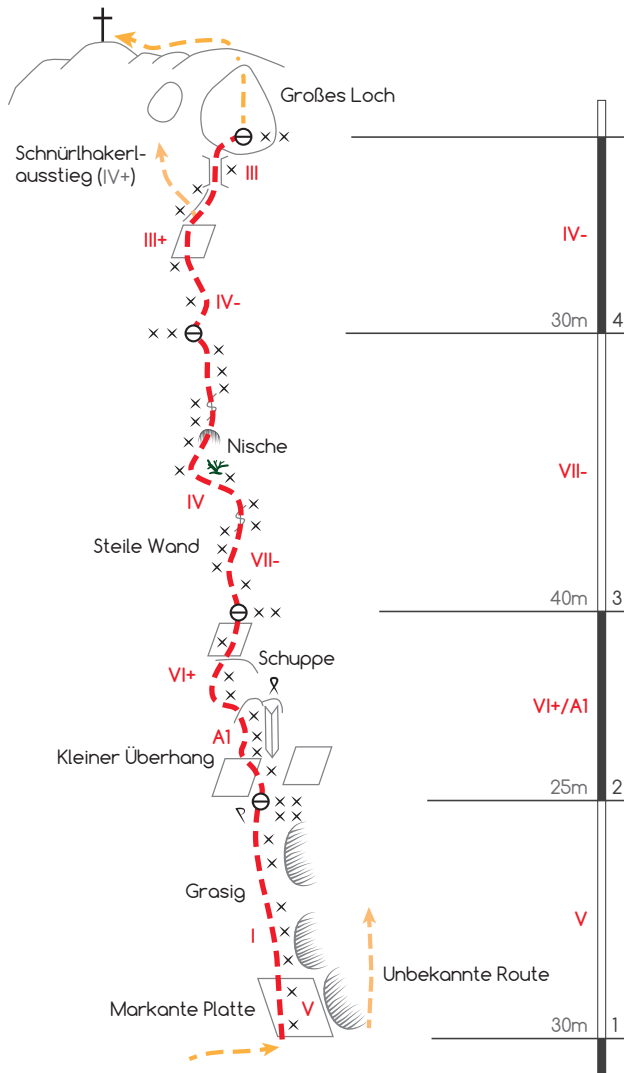 Großes Loch
Schnürlhakerl-
ausstieg (IV+)
III
III+
IV-
IV-
30m 4
Nische
IV
VII-
Steile Wand
VII-
40m 3
Schuppe
VI+
VI+/A1
A1
Kleiner Überhang
25m 2
Grasig
V
I
Unbekannte Route
Markante Platte
V
30m 1